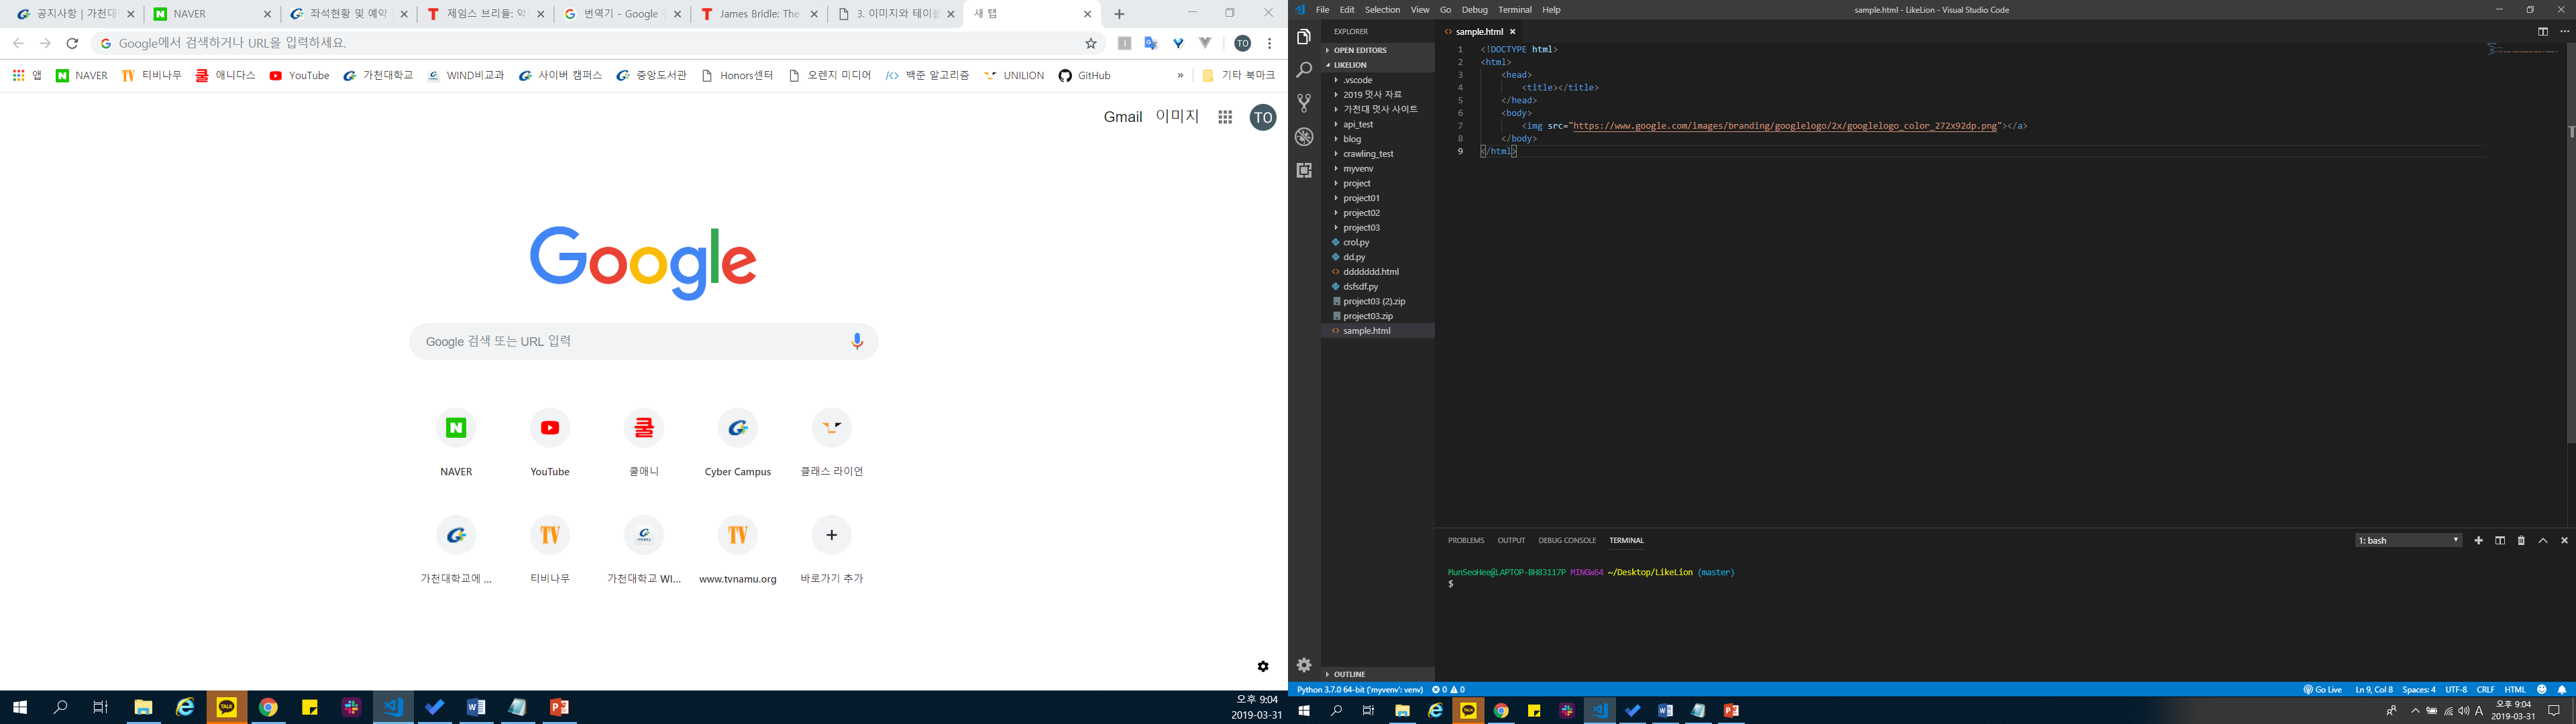 공지사항 | 가천대
NAVER
좌석현황 및 예약
제임스 브리들: 악
번역기 - Google
James Bridle: The
3. 이미지와 테이블
새 탭
Google에서 검색하거나 URL을 입력하세요.
TO
앱
NAVER
티비나무
애니다스
YouTube
가천대학교
WIND비교과
사이버 캠퍼스
중앙도서관
Honors센터
오렌지 미디어
백준 알고리즘
UNILION
GitHub
»
기타 북마크
Gmail 이미지 TO
Google
Google 검색 또는 URL 입력
NAVER
YouTube
쿨애니
Cyber Campus
클래스 라이언
가천대학교에 ...
티비나무
가천대학교 WI...
www.tvnamu.org
바로가기 추가
오후 9:04
2019-03-31
File Edit Selection View Go Debug Terminal Help
sample.html - LikeLion - Visual Studio Code
EXPLORER
OPEN EDITORS
LIKELION
.vscode
2019 멋사 자료
가천대 멋사 사이트
api_test
blog
crawling_test
myvenv
project
project01
project02
project03
crol.py
dd.py
ddddddd.html
dsfsdf.py
project03 (2).zip
project03.zip
sample.html
OUTLINE
sample.html
1 <!DOCTYPE html>
2 <html>
3 <head>
4 <title></title>
5 </head>
6 <body>
7 <img src="https://www.google.com/images/branding/googlelogo/2x/googlelogo_color_272x92dp.png"></a>
8 </body>
9 </html>
PROBLEMS OUTPUT DEBUG CONSOLE TERMINAL
1: bash
MunSeoHee@LAPTOP-BH83117P MINGW64 ~/Desktop/LikeLion (master)
$
Python 3.7.0 64-bit ('myvenv': venv) 0 0
Go Live Ln 9, Col 8 Spaces: 4 UTF-8 CRLF HTML
A
오후 9:04
2019-03-31